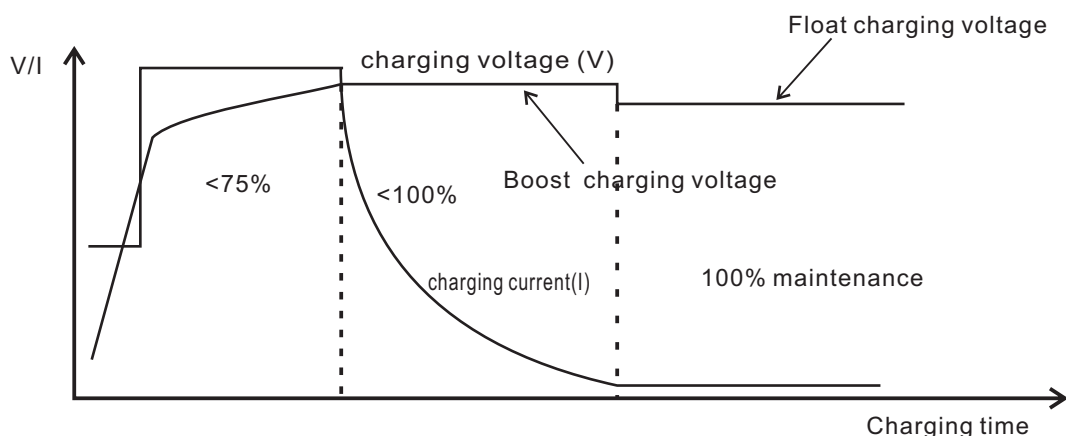 Float charging voltage
V/I
charging voltage (V)
<75%
<100%
Boost charging voltage
charging current(I)
100% maintenance
Charging time